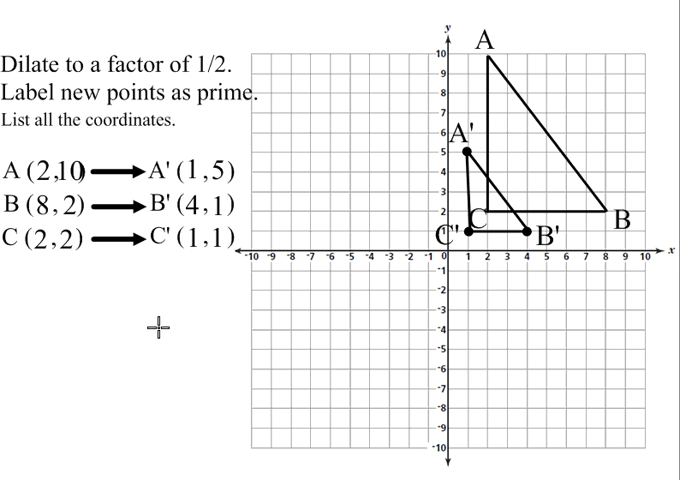 Dilate to a factor of 1/2.
Label new points as prime.
List all the coordinates.
A (2,10) A' (1,5)
B (8,2) B' (4,1)
C (2,2) C' (1,1)
y
A
10
9
8
7
6
A'
5
4
3
2
C
B
1
C'
B'
-10 -9 -8 -7 -6 -5 -4 -3 -2 -1 0 1 2 3 4 5 6 7 8 9 10 x
-1
-2
-3
-4
-5
-6
-7
-8
-9
-10